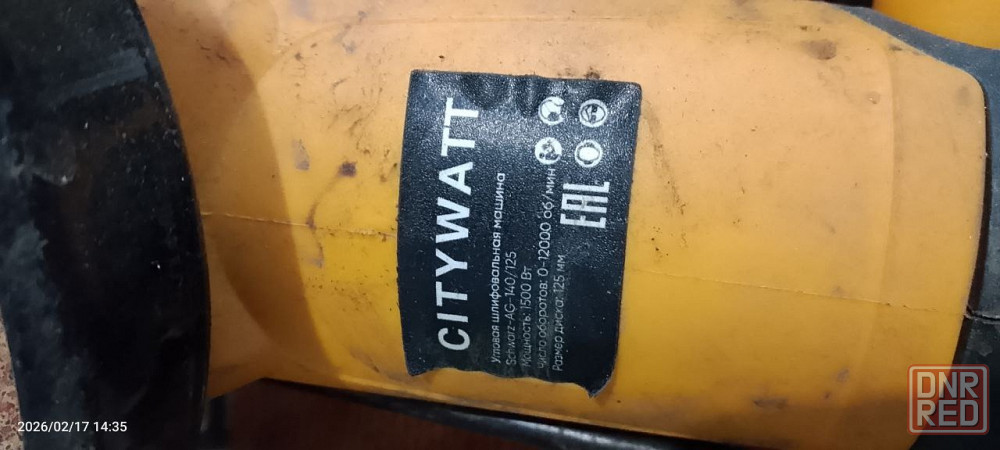 CITYWATT
Угловая шлифовальная машина
Schwarz-AG-140/125
Мощность: 1500 Вт
Число оборотов: 0-12000 об/мин
Размер диска: 125 мм
EAC
2026/02/17 14:35
DNR
RED